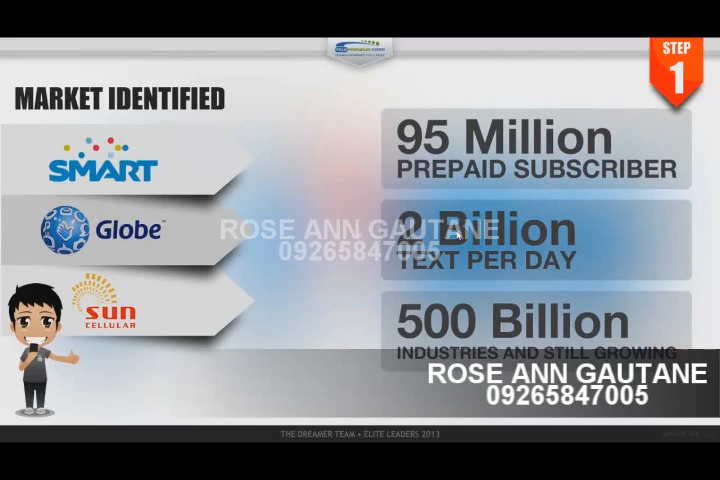 STEP
1
MARKET IDENTIFIED
SMART
Globe
sun
CELLULAR
95 Million
PREPAID SUBSCRIBER
2 Billion
TEXT PER DAY
500 Billion
INDUSTRIES AND STILL GROWING
ROSE ANN GAUTANE
09265847005
ROSE ANN GAUTANE
09265847005
THE DREAMER TEAM • ELITE LEADERS 2013